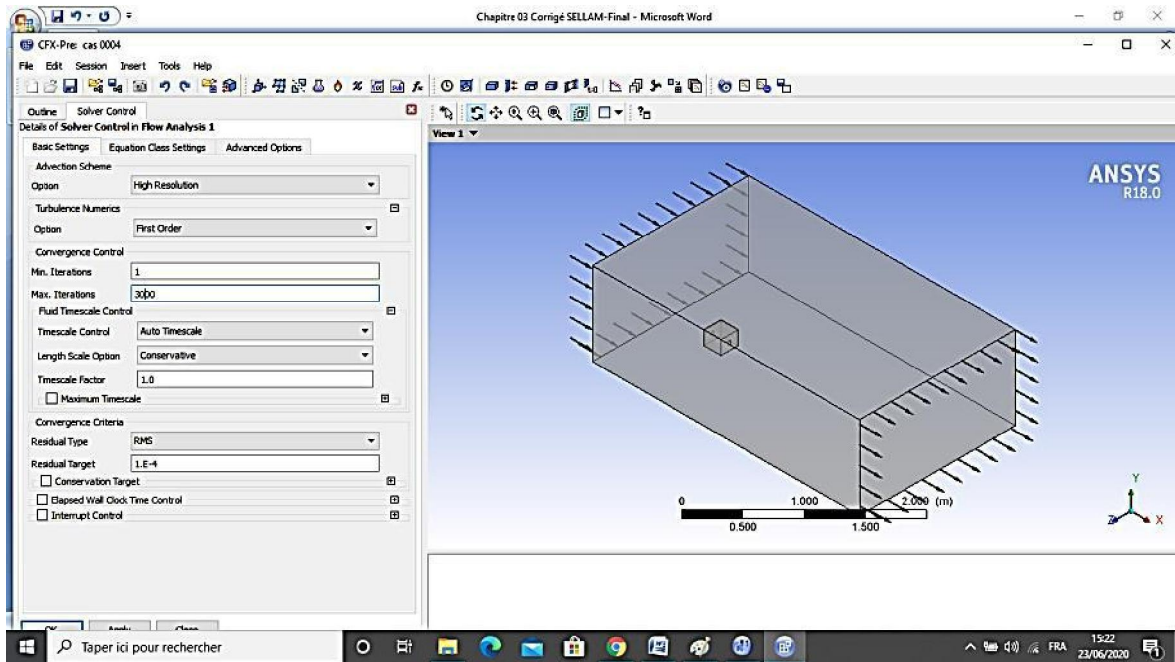 Chapitre 03 Corrigé SELLAM-Final - Microsoft Word
CFX-Pre: cas 0004
File Edit Session Insert Tools Help
Outline Solver Control
Details of Solver Control in Flow Analysis 1
Basic Settings Equation Class Settings Advanced Options
Advection Scheme
Option High Resolution
Turbulence Numerics
Option First Order
Convergence Control
Min. Iterations 1
Max. Iterations 3000
Fluid Timescale Control
Timescale Control Auto Timescale
Length Scale Option Conservative
Timescale Factor 1.0
Maximum Timescale
Convergence Criteria
Residual Type RMS
Residual Target 1.E-4
Conservation Target
Elapsed Wall Clock Time Control
Interrupt Control
OK Apply Close
View 1
ANSYS
R18.0
0 1.000 2.000 (m)
0.500 1.500
Y
Z X
Taper ici pour rechercher
FRA
15:22
23/06/2020